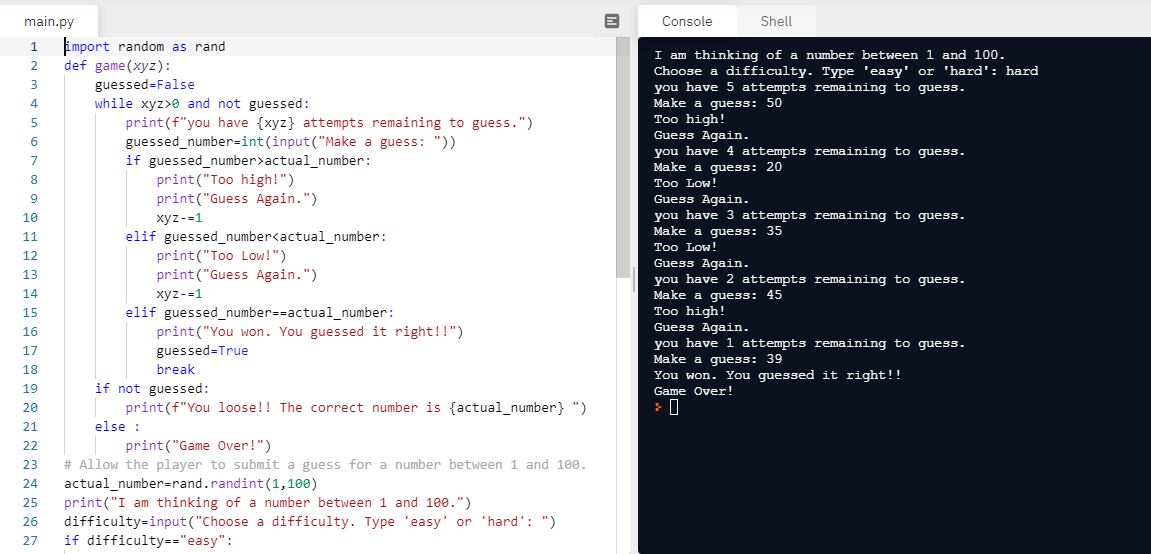 main.py
1 import random as rand
2 def game(xyz):
3     guessed=False
4     while xyz>0 and not guessed:
5         print(f"you have {xyz} attempts remaining to guess.")
6         guessed_number=int(input("Make a guess: "))
7         if guessed_number>actual_number:
8             print("Too high!")
9             print("Guess Again.")
10             xyz-=1
11         elif guessed_number<actual_number:
12             print("Too Low!")
13             print("Guess Again.")
14             xyz-=1
15         elif guessed_number==actual_number:
16             print("You won. You guessed it right!!")
17             guessed=True
18             break
19     if not guessed:
20         print(f"You loose!! The correct number is {actual_number} ")
21     else :
22         print("Game Over!")
23 # Allow the player to submit a guess for a number between 1 and 100.
24 actual_number=rand.randint(1,100)
25 print("I am thinking of a number between 1 and 100.")
26 difficulty=input("Choose a difficulty. Type 'easy' or 'hard': ")
27 if difficulty=="easy":
Console Shell
I am thinking of a number between 1 and 100.
Choose a difficulty. Type 'easy' or 'hard': hard
you have 5 attempts remaining to guess.
Make a guess: 50
Too high!
Guess Again.
you have 4 attempts remaining to guess.
Make a guess: 20
Too Low!
Guess Again.
you have 3 attempts remaining to guess.
Make a guess: 35
Too Low!
Guess Again.
you have 2 attempts remaining to guess.
Make a guess: 45
Too high!
Guess Again.
you have 1 attempts remaining to guess.
Make a guess: 39
You won. You guessed it right!!
Game Over!